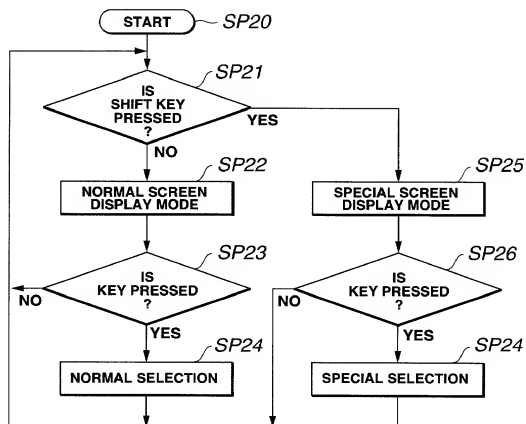 START
SP20
SP21
IS
SHIFT KEY
PRESSED
?
YES
NO
SP22
NORMAL SCREEN
DISPLAY MODE
SP25
SPECIAL SCREEN
DISPLAY MODE
SP23
IS
KEY PRESSED
?
NO
YES
SP26
IS
KEY PRESSED
?
NO
YES
SP24
NORMAL SELECTION
SP24
SPECIAL SELECTION